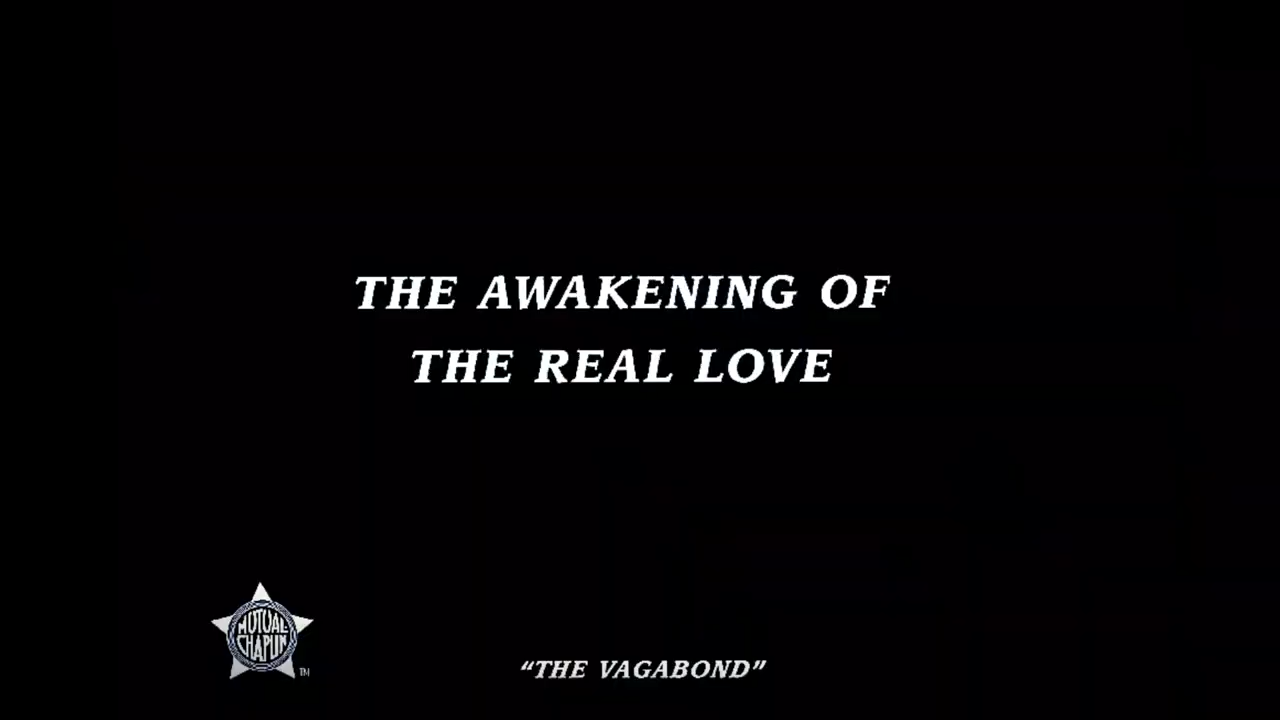 THE AWAKENING OF
THE REAL LOVE
MUTUAL
CHAPLIN
TM
"THE VAGABOND"